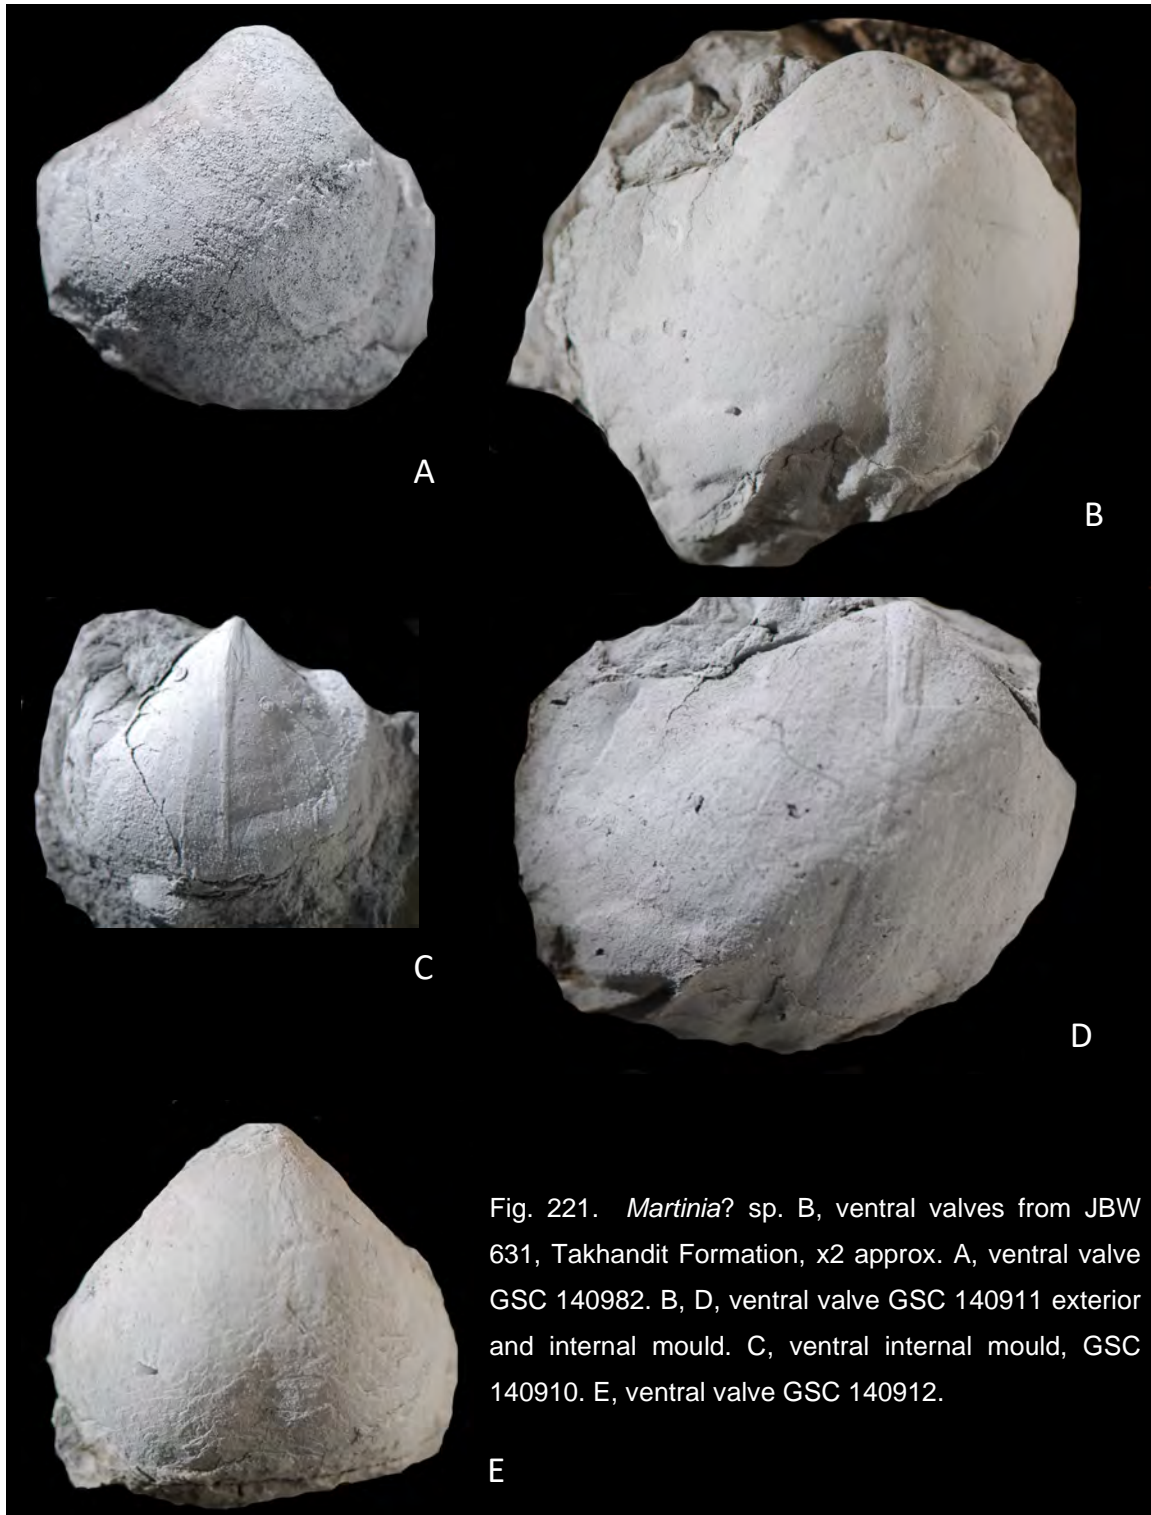 A
B
C
D
Fig. 221. Martinia? sp. B, ventral valves from JBW
631, Takhandit Formation, x2 approx. A, ventral valve
GSC 140982. B, D, ventral valve GSC 140911 exterior
and internal mould. C, ventral internal mould, GSC
140910. E, ventral valve GSC 140912.
E